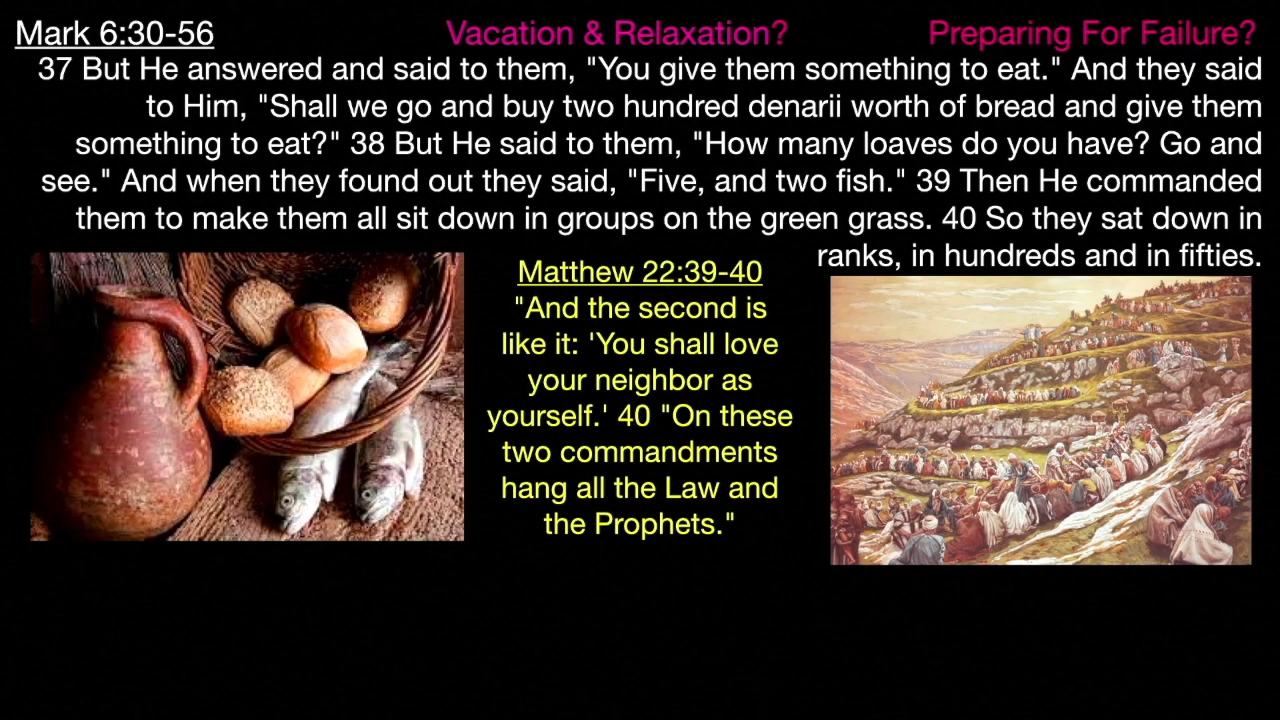 Mark 6:30-56 Vacation & Relaxation? Preparing For Failure?
37 But He answered and said to them, "You give them something to eat." And they said
to Him, "Shall we go and buy two hundred denarii worth of bread and give them
something to eat?" 38 But He said to them, "How many loaves do you have? Go and
see." And when they found out they said, "Five, and two fish." 39 Then He commanded
them to make them all sit down in groups on the green grass. 40 So they sat down in
ranks, in hundreds and in fifties.
Matthew 22:39-40
"And the second is
like it: 'You shall love
your neighbor as
yourself.' 40 "On these
two commandments
hang all the Law and
the Prophets."